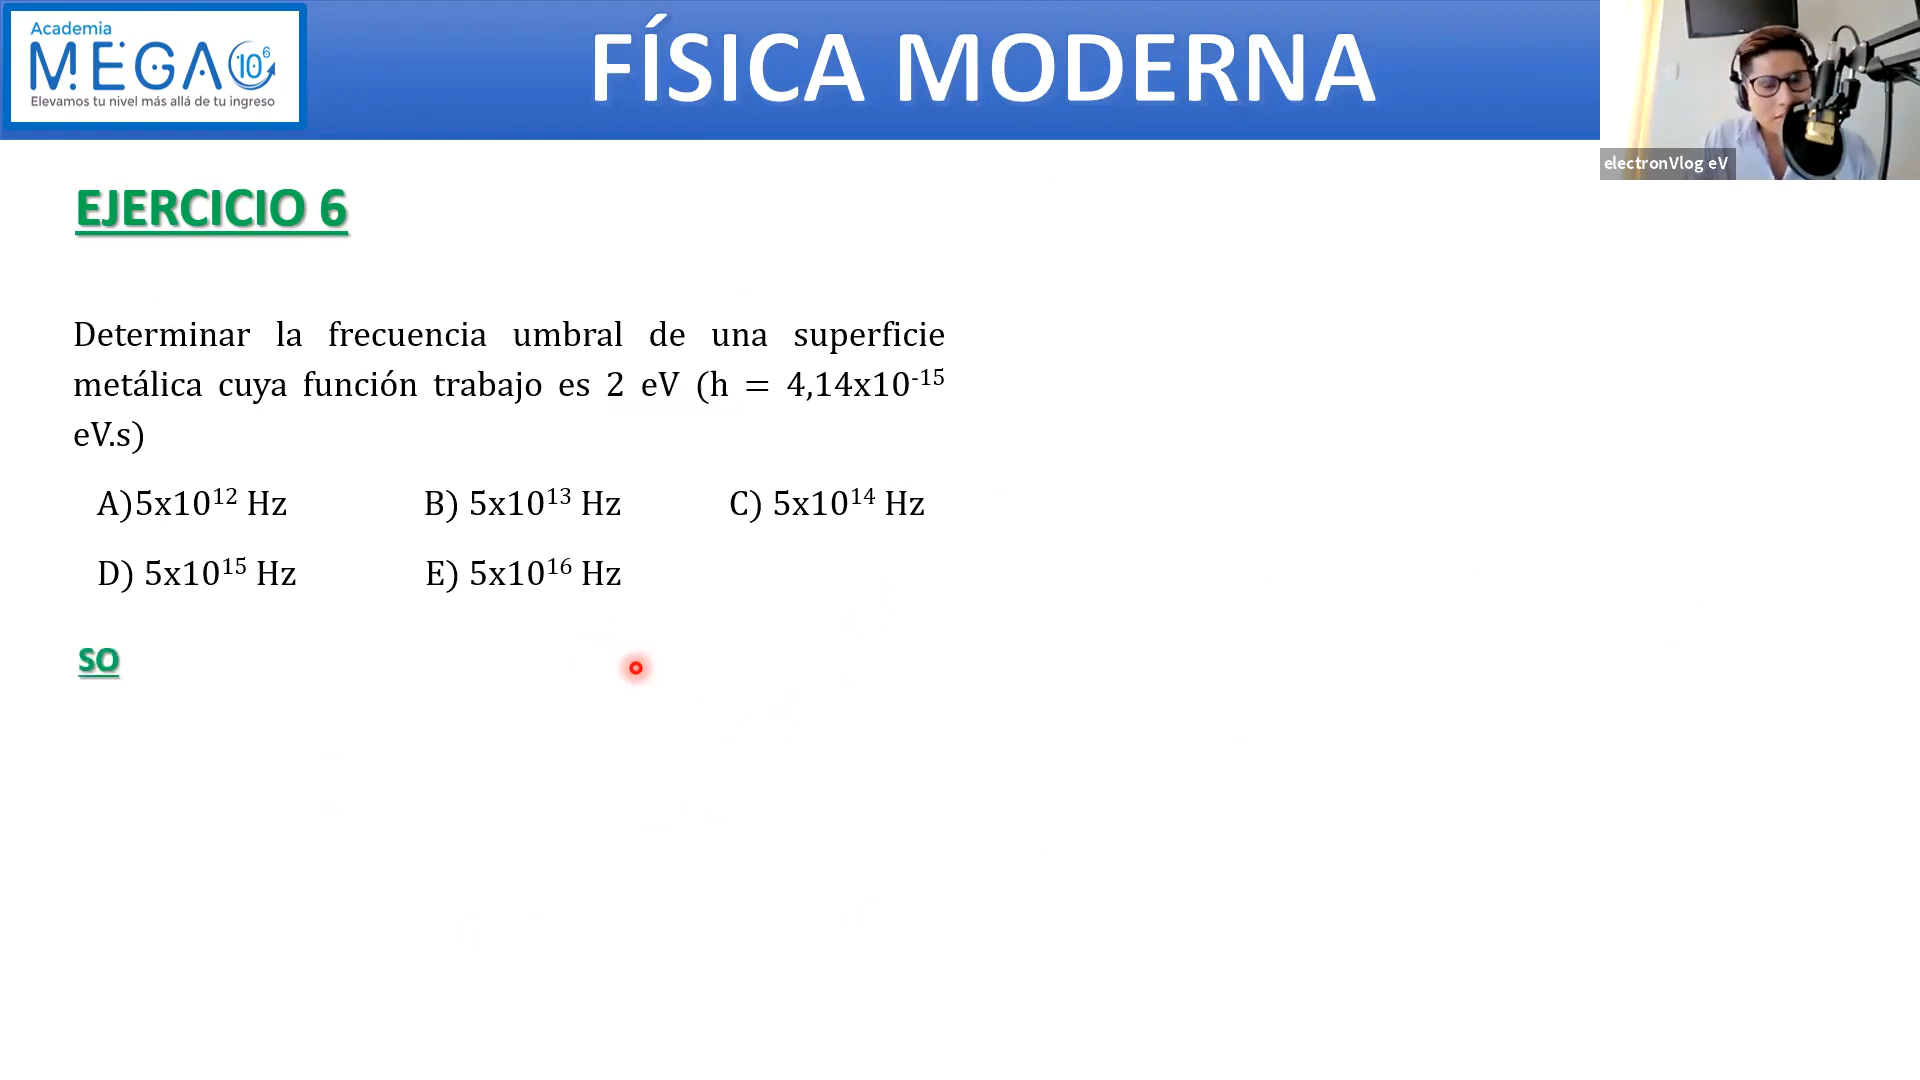 Academia
MEGA 10⁶
Elevamos tu nivel más allá de tu ingreso
FÍSICA MODERNA
electronVlog eV
EJERCICIO 6
Determinar la frecuencia umbral de una superficie
metálica cuya función trabajo es 2 eV (h = 4,14x10⁻¹⁵
eV.s)
A)5x10¹² Hz B) 5x10¹³ Hz C) 5x10¹⁴ Hz
D) 5x10¹⁵ Hz E) 5x10¹⁶ Hz
SO